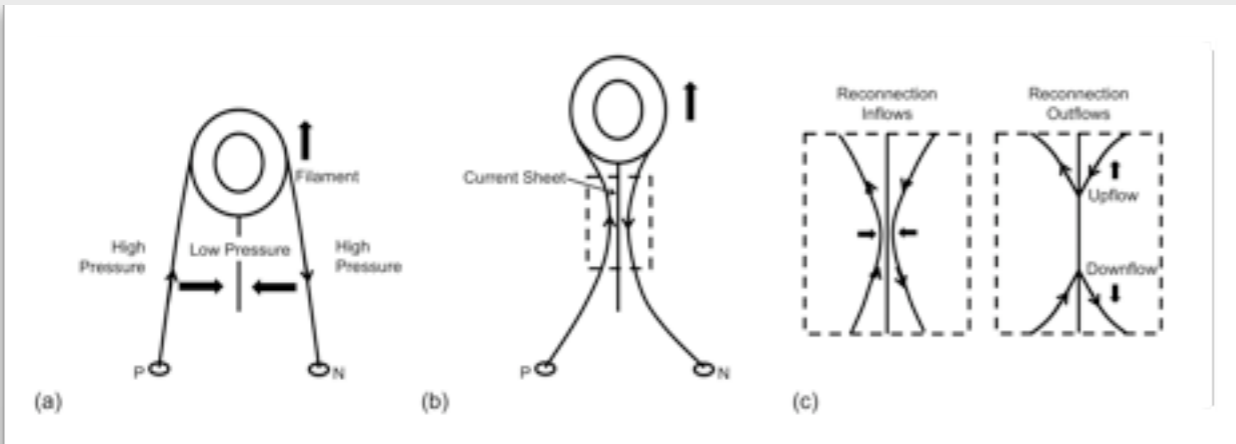 Filament
High
Pressure
Low Pressure
High
Pressure
P
N
(a)
Current Sheet
P
N
(b)
Reconnection
Inflows
Reconnection
Outflows
Upflow
Downflow
(c)